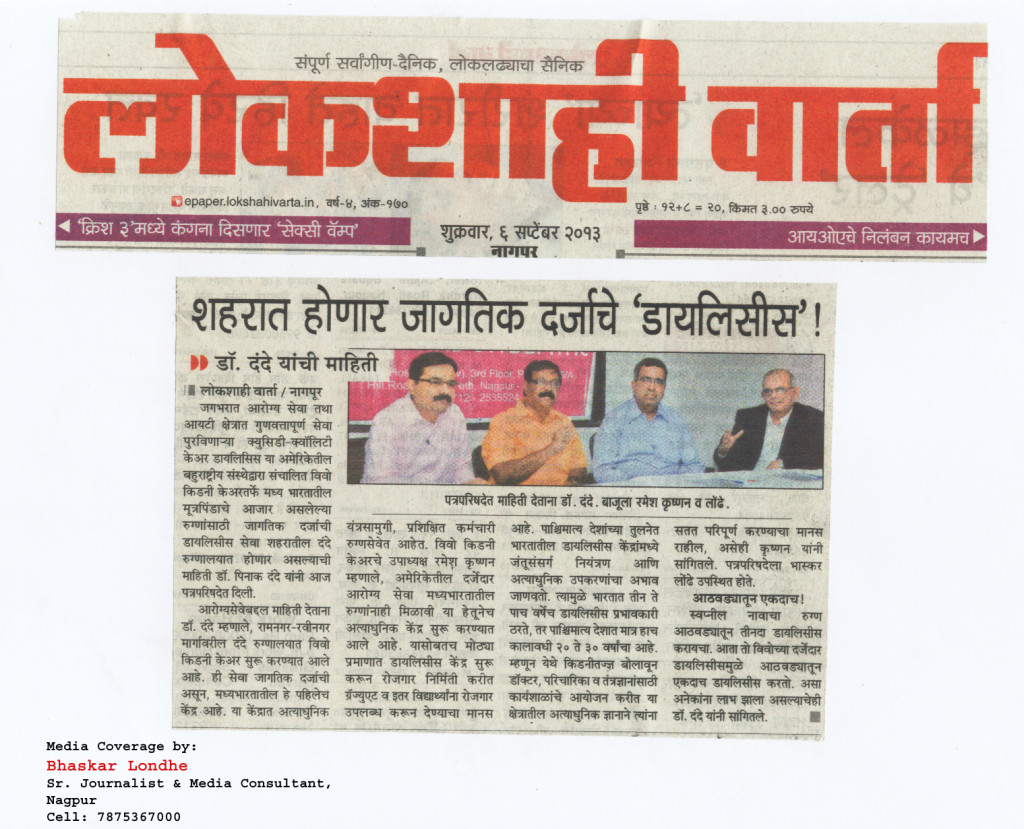 संपूर्ण सर्वांगीण-दैनिक, लोकलढ्याचा सैनिक
लोकशाही वार्ता
epaper.lokshahivarta.in, वर्ष-४, अंक-१७०
पृष्ठे : १२+८ = २०, किंमत ३.०० रुपये
'क्रिश ३'मध्ये कंगना दिसणार 'सेक्सी वॅम्प'
शुक्रवार, ६ सप्टेंबर २०१३
नागपूर
आयओएचे निलंबन कायमच
शहरात होणार जागतिक दर्जाचे 'डायलिसीस'!
डॉ. दंदे यांची माहिती
लोकशाही वार्ता / नागपूर
जगभरात आरोग्य सेवा तथा
आयटी क्षेत्रात गुणवत्तापूर्ण सेवा
पुरविणाऱ्या क्युसिडी-क्वॉलिटी
केअर डायलिसिस या अमेरिकेतील
बहुराष्ट्रीय संस्थेद्वारा संचालित विवो
किडनी केअरतर्फे मध्य भारतातील
मूत्रपिंडाचे आजार असलेल्या
रुग्णांसाठी जागतिक दर्जाची
डायलिसीस सेवा शहरातील दंदे
रुग्णालयात होणार असल्याची
माहिती डॉ. पिनाक दंदे यांनी आज
पत्रपरिषदेत दिली.
आरोग्यसेवेबद्दल माहिती देताना
डॉ. दंदे म्हणाले, रामनगर-रवीनगर
मार्गावरील दंदे रुग्णालयात विवो
किडनी केअर सुरू करण्यात आले
आहे. ही सेवा जागतिक दर्जाची
असून, मध्यभारतातील हे पहिलेच
केंद्र आहे. या केंद्रात अत्याधुनिक
3rd Floor,
Hill Road
Nagpur-
12 - 2535524
पत्रपरिषदेत माहिती देताना डॉ. दंदे. बाजूला रमेश कृष्णन व लोंढे.
यंत्रसामुगी, प्रशिक्षित कर्मचारी
रुग्णसेवेत आहेत. विवो किडनी
केअरचे उपाध्यक्ष रमेश कृष्णन
म्हणाले, अमेरिकेतील दर्जेदार
आरोग्य सेवा मध्यभारतातील
रुग्णांनाही मिळावी या हेतूनेच
अत्याधुनिक केंद्र सुरू करण्यात
आले आहे. यासोबतच मोठ्या
प्रमाणात डायलिसीस केंद्र सुरू
करून रोजगार निर्मिती करीत
ग्रॅज्युएट व इतर विद्यार्थ्यांना रोजगार
उपलब्ध करून देण्याचा मानस
आहे. पाश्चिमात्य देशांच्या तुलनेत
भारतातील डायलिसीस केंद्रांमध्ये
जंतूसंसर्ग नियंत्रण आणि
अत्याधुनिक उपकरणांचा अभाव
जाणवतो. त्यामुळे भारतात तीन ते
पाच वर्षेच डायलिसीस प्रभावकारी
ठरते, तर पाश्चिमात्य देशात मात्र हाच
कालावधी २० ते ३० वर्षांचा आहे.
म्हणून येथे किडनीतज्ज्ञ बोलावून
डॉक्टर, परिचारिका व तंत्रज्ञानांसाठी
कार्यशाळांचे आयोजन करीत या
क्षेत्रातील अत्याधुनिक ज्ञानाने त्यांना
सतत परिपूर्ण करण्याचा मानस
राहील, असेही कृष्णन यांनी
सांगितले. पत्रपरिषदेला भास्कर
लोंढे उपस्थित होते.
आठवड्यातून एकदाच!
स्वप्नील नावाचा रुग्ण
आठवड्यातून तीनदा डायलिसीस
करायचा. आता तो विवोच्या दर्जेदार
डायलिसीसमुळे आठवड्यातून
एकदाच डायलिसीस करतो. असा
अनेकांना लाभ झाला असल्याचेही
डॉ. दंदे यांनी सांगितले.
Media Coverage by:
Bhaskar Londhe
Sr. Journalist & Media Consultant,
Nagpur
Cell: 7875367000